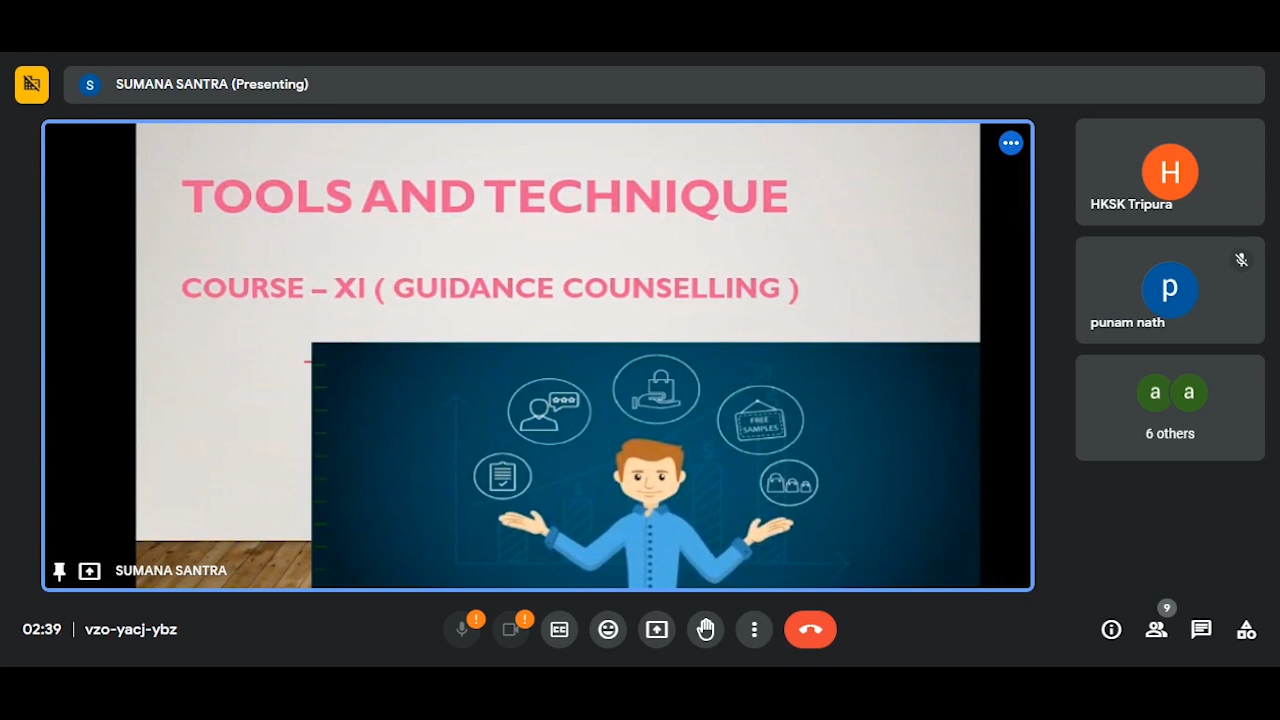 S SUMANA SANTRA (Presenting)
TOOLS AND TECHNIQUE
COURSE – XI ( GUIDANCE COUNSELLING )
FREE
SAMPLES
$
$
SUMANA SANTRA
H
HKSK Tripura
p
punam nath
a a
6 others
02:39 | vzo-yacj-ybz
!
!
CC
9